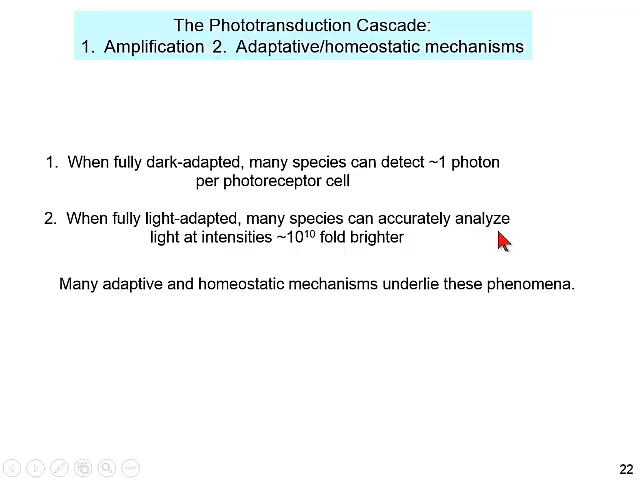 The Phototransduction Cascade:
1. Amplification 2. Adaptative/homeostatic mechanisms
1. When fully dark-adapted, many species can detect ~1 photon
per photoreceptor cell
2. When fully light-adapted, many species can accurately analyze
light at intensities ~10¹⁰ fold brighter
Many adaptive and homeostatic mechanisms underlie these phenomena.
22